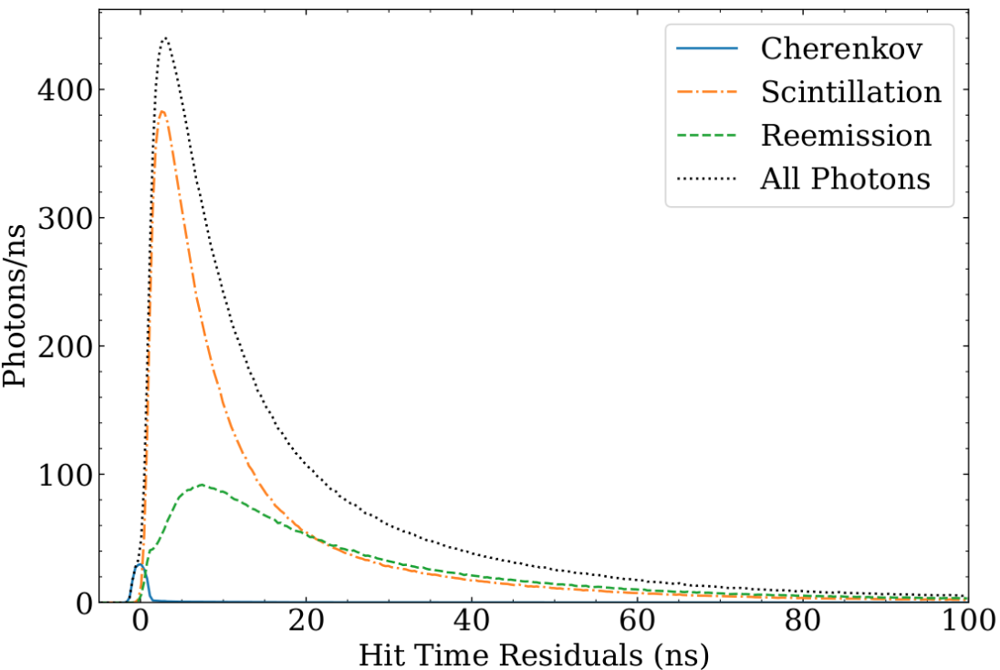 Photons/ns
400
300
200
100
0
Cherenkov
Scintillation
Reemission
All Photons
0 20 40 60 80 100
Hit Time Residuals (ns)